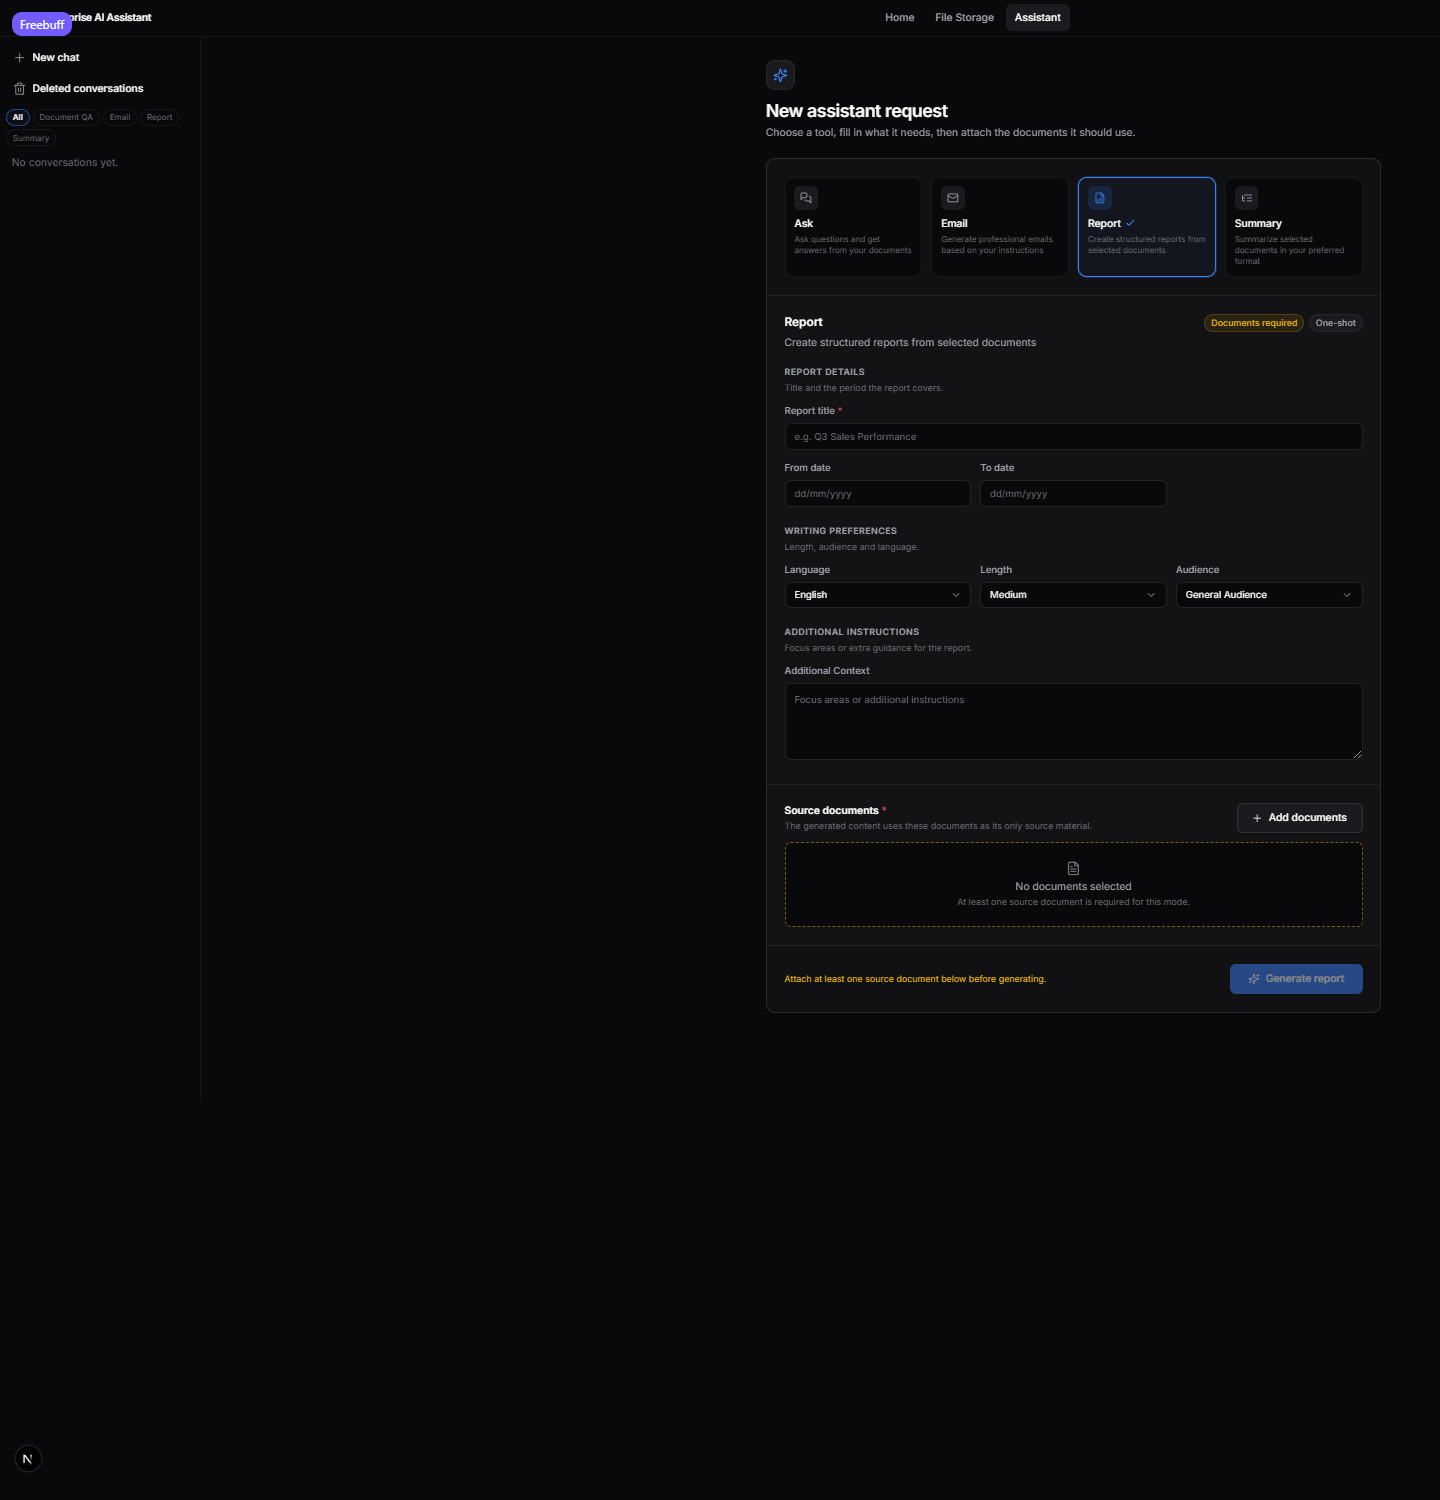 Freebuff
prise AI Assistant
Home
File Storage
Assistant
New chat
Deleted conversations
All
Document QA
Email
Report
Summary
No conversations yet.
New assistant request
Choose a tool, fill in what it needs, then attach the documents it should use.
Ask
Ask questions and get
answers from your documents
Email
Generate professional emails
based on your instructions
Report
Create structured reports from
selected documents
Summary
Summarize selected
documents in your preferred
format
Report
Documents required
One-shot
Create structured reports from selected documents
REPORT DETAILS
Title and the period the report covers.
Report title *
e.g. Q3 Sales Performance
From date
To date
dd/mm/yyyy
dd/mm/yyyy
WRITING PREFERENCES
Length, audience and language.
Language
Length
Audience
English
Medium
General Audience
ADDITIONAL INSTRUCTIONS
Focus areas or extra guidance for the report.
Additional Context
Focus areas or additional instructions
Source documents *
The generated content uses these documents as its only source material.
Add documents
No documents selected
At least one source document is required for this mode.
Attach at least one source document below before generating.
Generate report
N